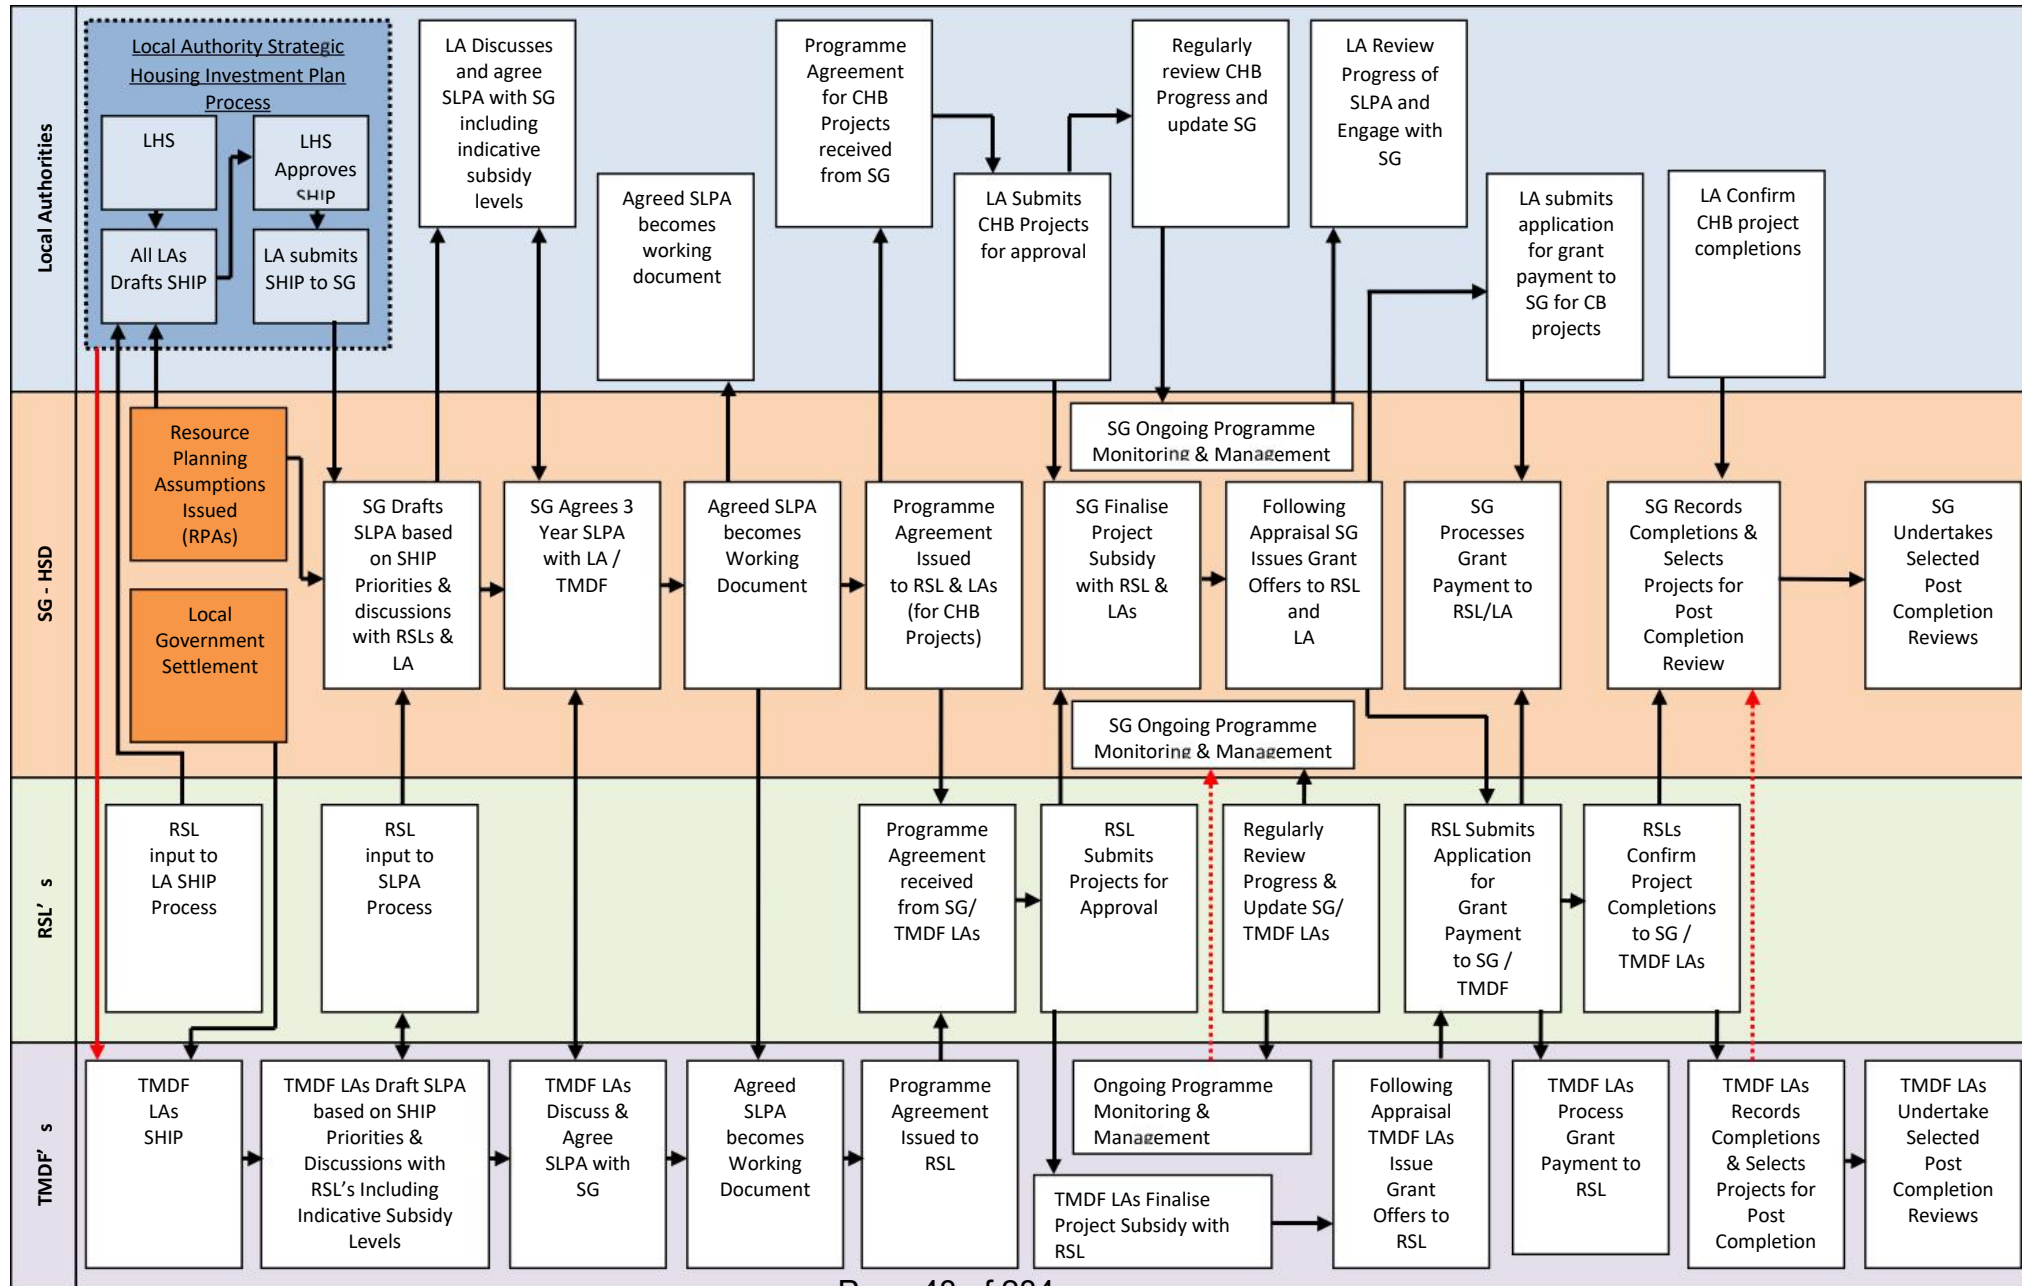 Local Authorities
Local Authority Strategic
Housing Investment Plan
Process
LHS
LHS
Approves
SHIP
All LAs
Drafts SHIP
LA submits
SHIP to SG
LA Discusses
and agree
SLPA with SG
including
indicative
subsidy
levels
Agreed SLPA
becomes
working
document
Programme
Agreement
for CHB
Projects
received
from SG
LA Submits
CHB Projects
for approval
Regularly
review CHB
Progress and
update SG
LA Review
Progress of
SLPA and
Engage with
SG
LA submits
application
for grant
payment to
SG for CB
projects
LA Confirm
CHB project
completions
SG - HSD
Resource
Planning
Assumptions
Issued
(RPAs)
Local
Government
Settlement
SG Drafts
SLPA based
on SHIP
Priorities &
discussions
with RSLs &
LA
SG Agrees 3
Year SLPA
with LA /
TMDF
Agreed SLPA
becomes
Working
Document
Programme
Agreement
Issued
to RSL & LAs
(for CHB
Projects)
SG Ongoing Programme
Monitoring & Management
SG Finalise
Project
Subsidy
with RSL &
LAs
Following
Appraisal SG
Issues Grant
Offers to RSL
and
LA
SG Ongoing Programme
Monitoring & Management
SG
Processes
Grant
Payment to
RSL/LA
SG Records
Completions &
Selects
Projects for
Post
Completion
Review
SG
Undertakes
Selected
Post
Completion
Reviews
RSL' s
RSL
input to
LA SHIP
Process
RSL
input to
SLPA
Process
Programme
Agreement
received
from SG/
TMDF LAs
RSL
Submits
Projects for
Approval
Regularly
Review
Progress &
Update SG/
TMDF LAs
RSL Submits
Application
for
Grant
Payment
to SG /
TMDF
RSLs
Confirm
Project
Completions
to SG /
TMDF LAs
TMDF' s
TMDF
LAs
SHIP
TMDF LAs Draft SLPA
based on SHIP
Priorities &
Discussions with
RSL's Including
Indicative Subsidy
Levels
TMDF LAs
Discuss &
Agree
SLPA with
SG
Agreed
SLPA
becomes
Working
Document
Programme
Agreement
Issued to
RSL
Ongoing Programme
Monitoring &
Management
TMDF LAs Finalise
Project Subsidy with
RSL
Following
Appraisal
TMDF LAs
Issue
Grant
Offers to
RSL
TMDF LAs
Process
Grant
Payment to
RSL
TMDF LAs
Records
Completions
& Selects
Projects for
Post
Completion
TMDF LAs
Undertake
Selected
Post
Completion
Reviews